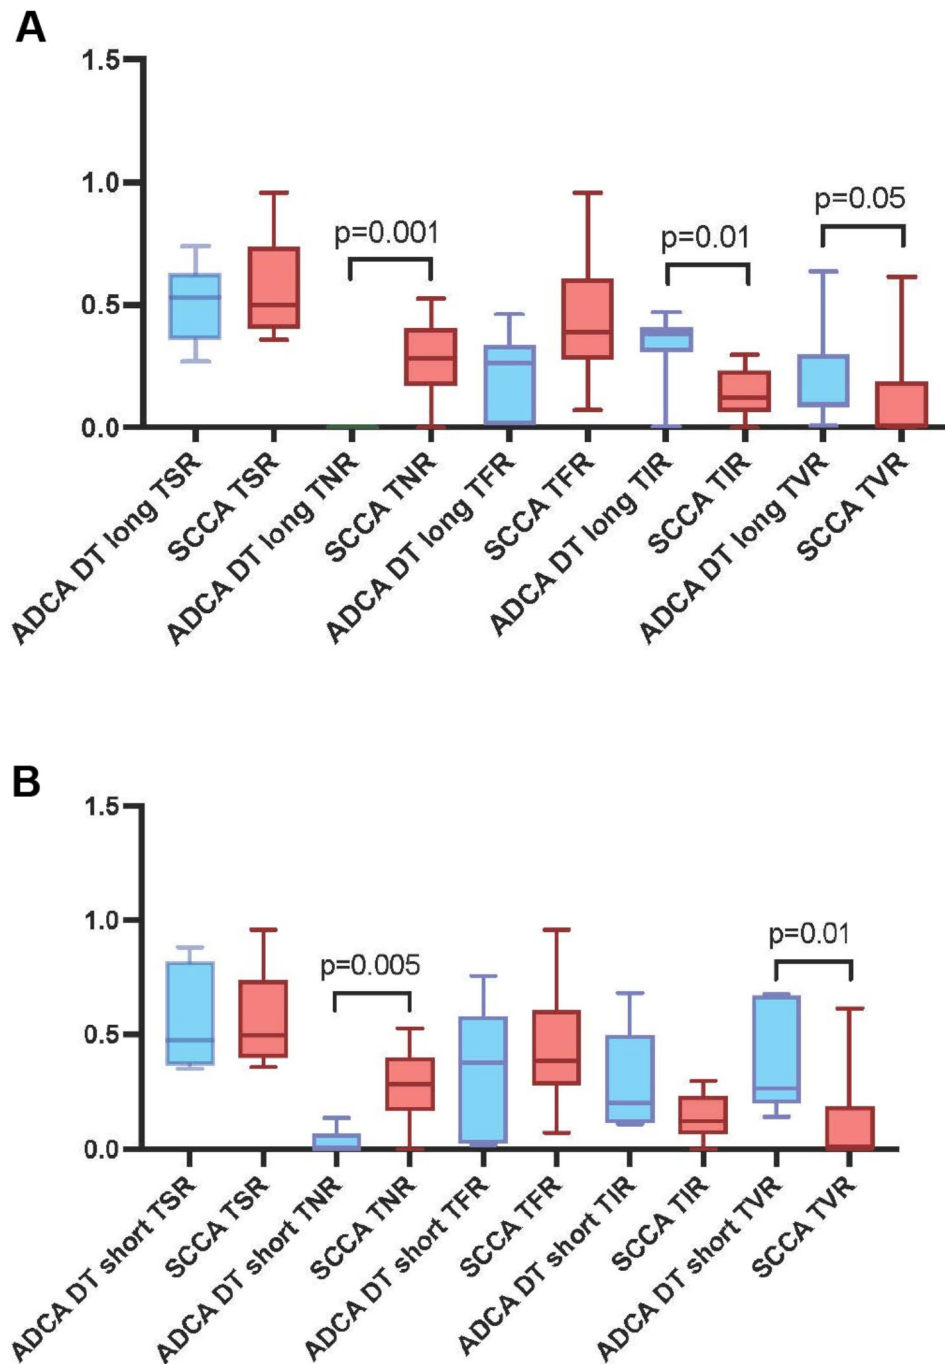 A
1.5
1.0
0.5
0.0
p=0.001
p=0.01
p=0.05
ADCA DT long TSR
SCCA TSR
ADCA DT long TNR
SCCA TNR
ADCA DT long TFR
SCCA TFR
ADCA DT long TIR
SCCA TIR
ADCA DT long TVR
SCCA TVR
B
1.5
1.0
0.5
0.0
p=0.005
p=0.01
ADCA DT short TSR
SCCA TSR
ADCA DT short TNR
SCCA TNR
ADCA DT short TFR
SCCA TFR
ADCA DT short TIR
SCCA TIR
ADCA DT short TVR
SCCA TVR